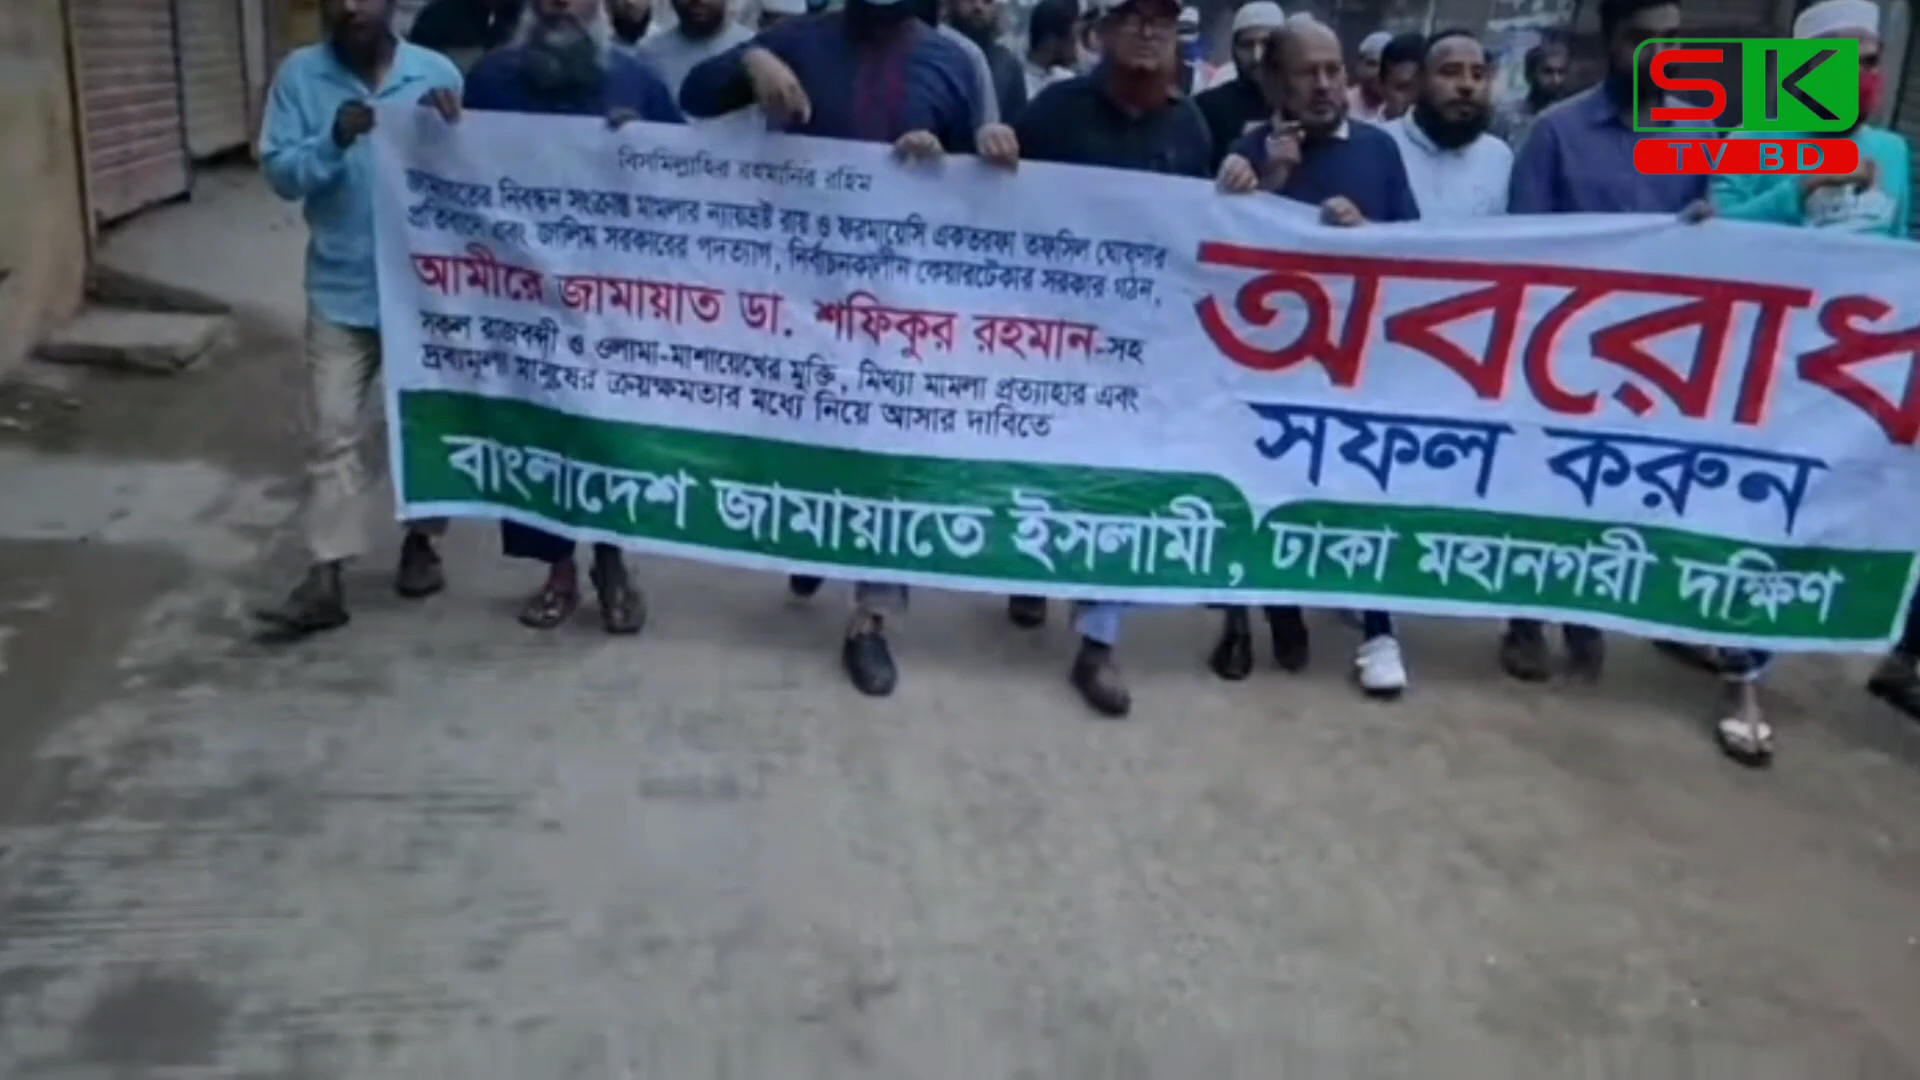 SK
TV BD
বিসমিল্লাহির রহমানির রহিম
জামায়াতের নিবন্ধন সংক্রান্ত মামলার ন্যায়ভ্রষ্ট রায় ও ফরমায়েসি একতরফা তফসিল ঘোষনার
প্রতিবাদে এবং জালিম সরকারের পদত্যাগ, নির্বাচনকালীন কেয়ারটেকার সরকার গঠন,
আমীরে জামায়াত ডা. শফিকুর রহমান-সহ
সকল রাজবন্দী ও ওলামা-মাশায়েখের মুক্তি, মিথ্যা মামলা প্রত্যাহার এবং
দ্রব্যমূল্য মানুষের ক্রয়ক্ষমতার মধ্যে নিয়ে আসার দাবিতে
অবরোধ
সফল করুন
বাংলাদেশ জামায়াতে ইসলামী, ঢাকা মহানগরী দক্ষিণ